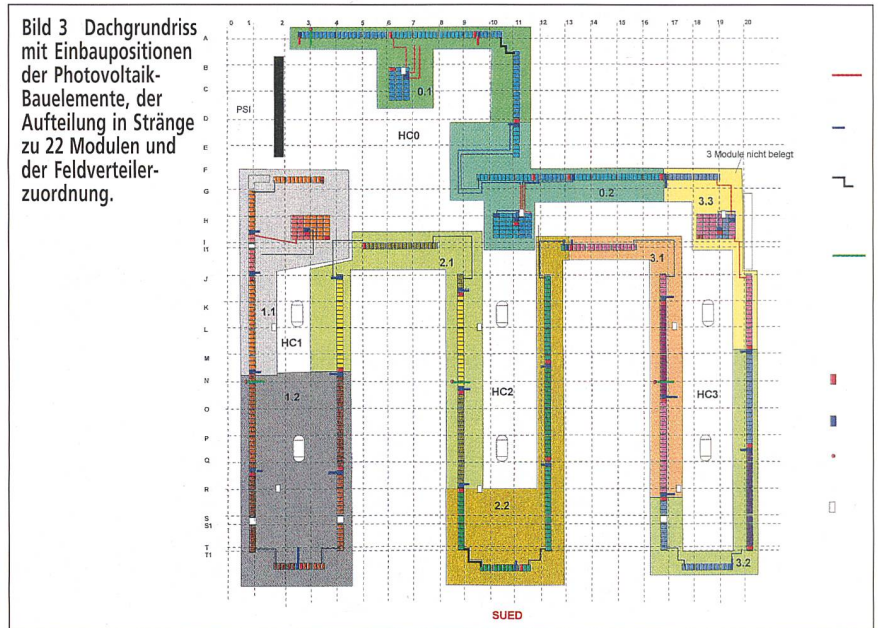 Bild 3 Dachgrundriss
mit Einbaupositionen
der Photovoltaik-
Bauelemente, der
Aufteilung in Stränge
zu 22 Modulen und
der Feldverteiler-
zuordnung.
0 1 2 3 4 5 6 7 8 9 10 11 12 13 14 15 16 17 18 19 20
A
B
C
D
E
F
G
H
I
I1
J
K
L
M
N
O
P
Q
R
S
S1
T
T1
PSI
0.1
HC0
3 Module nicht belegt
0.2
3.3
2.1
3.1
1.1
HC1
1.2
HC2
HC3
2.2
3.2
SUED